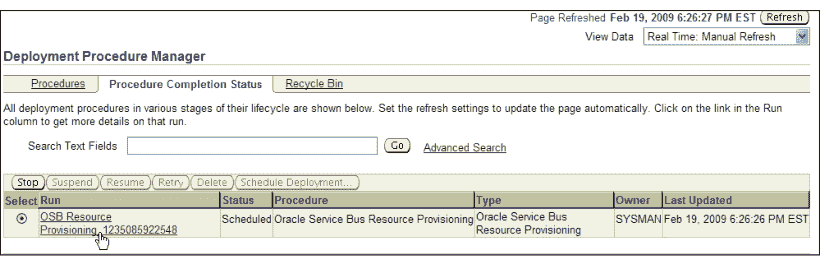 Page Refreshed Feb 19, 2009 6:26:27 PM EST Refresh
View Data Real Time: Manual Refresh
Deployment Procedure Manager
Procedures Procedure Completion Status Recycle Bin
All deployment procedures in various stages of their lifecycle are shown below. Set the refresh settings to update the page automatically. Click on the link in the Run
column to get more details on that run.
Search Text Fields Go Advanced Search
Stop Suspend Resume Retry Delete Schedule Deployment...
Select Run Status Procedure Type Owner Last Updated
OSB Resource Scheduled Oracle Service Bus Resource Provisioning Oracle Service Bus SYSMAN Feb 19, 2009 6:26:26 PM EST
Provisioning_1235085922548 Resource Provisioning